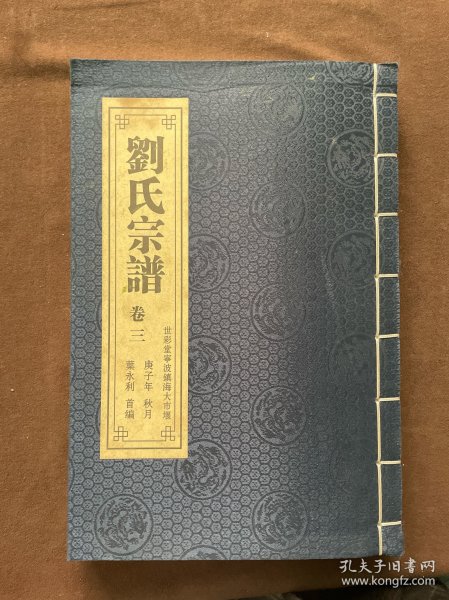 劉氏宗譜
卷三
世彩堂寧波鎮海大市堰
庚子年 秋月
葉永利 首編
孔夫子旧书网
www.kongfz.com